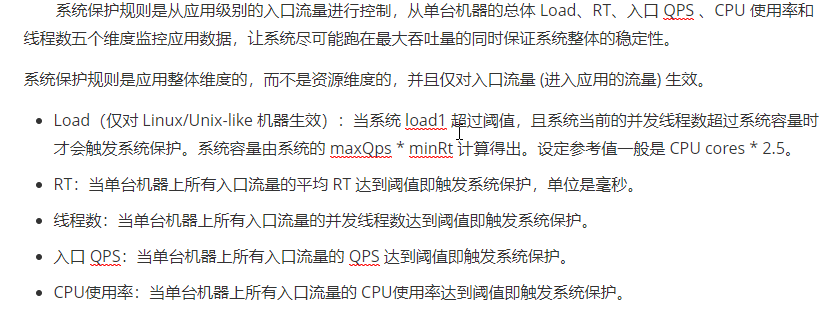 系统保护规则是从应用级别的入口流量进行控制，从单台机器的总体 Load、RT、入口 QPS 、CPU 使用率和
线程数五个维度监控应用数据，让系统尽可能跑在最大吞吐量的同时保证系统整体的稳定性。
系统保护规则是应用整体维度的，而不是资源维度的，并且仅对入口流量 (进入应用的流量) 生效。
• Load（仅对 Linux/Unix-like 机器生效）：当系统 load1 超过阈值，且系统当前的并发线程数超过系统容量时
才会触发系统保护。系统容量由系统的 maxQps * minRt 计算得出。设定参考值一般是 CPU cores * 2.5。
• RT：当单台机器上所有入口流量的平均 RT 达到阈值即触发系统保护，单位是毫秒。
• 线程数：当单台机器上所有入口流量的并发线程数达到阈值即触发系统保护。
• 入口 QPS：当单台机器上所有入口流量的 QPS 达到阈值即触发系统保护。
• CPU使用率：当单台机器上所有入口流量的 CPU使用率达到阈值即触发系统保护。